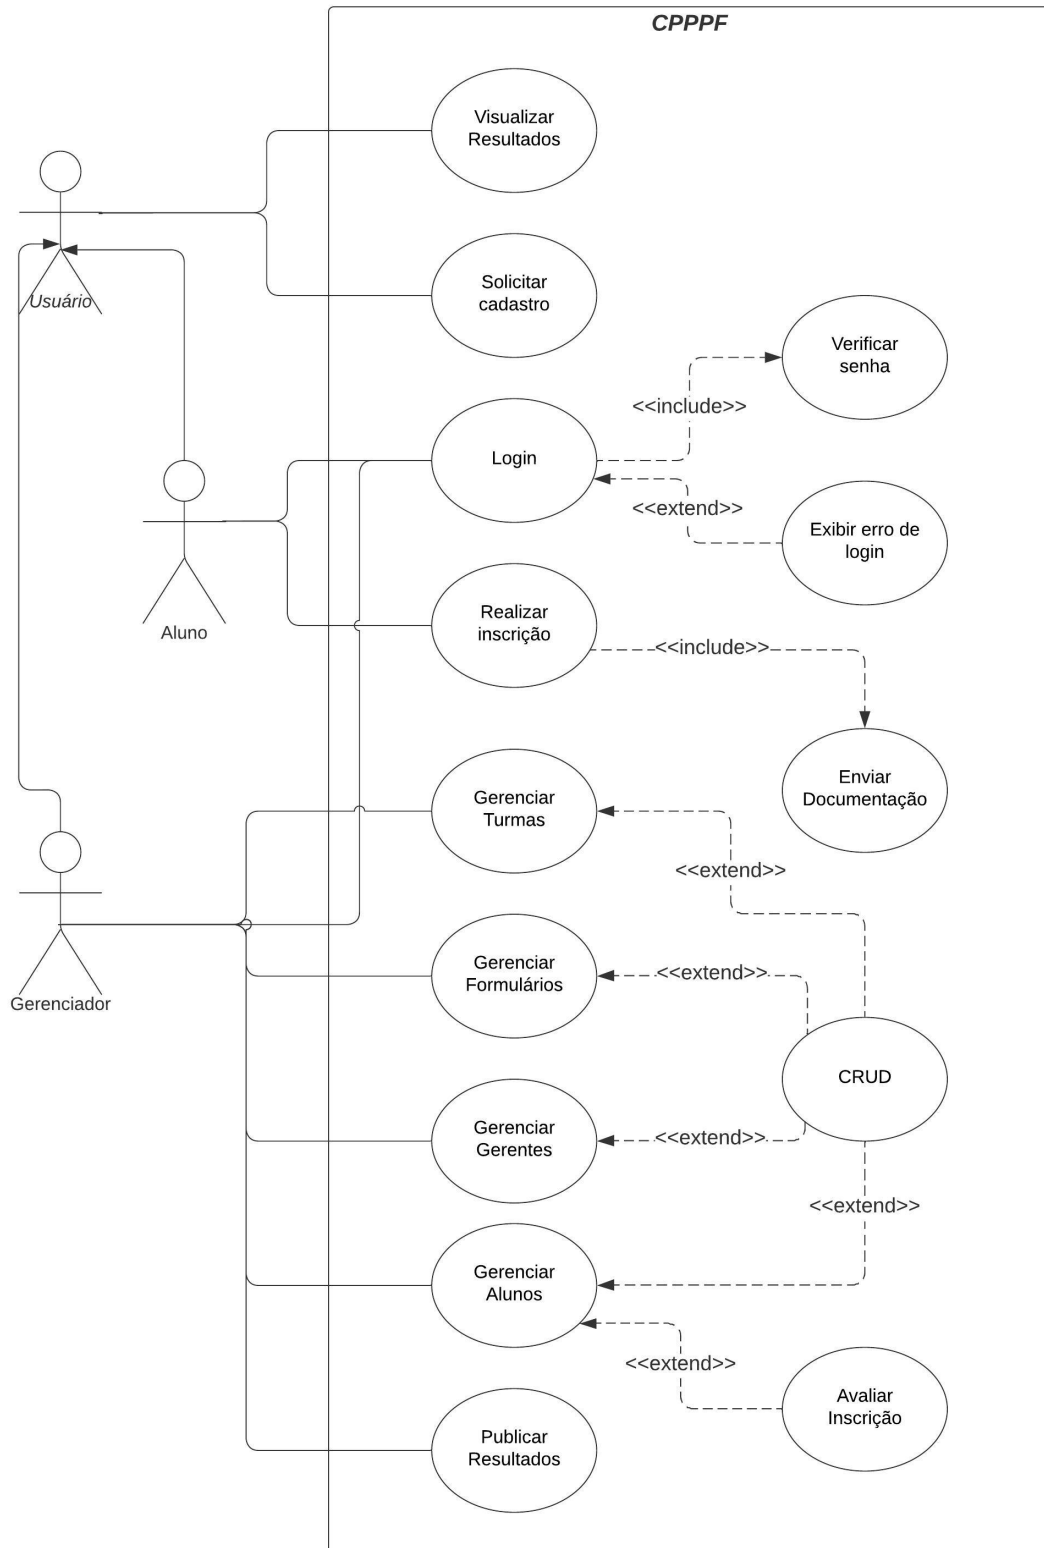 CPPPF
Visualizar
Resultados
Usuário
Solicitar
cadastro
Verificar
senha
<<include>>
Login
<<extend>>
Exibir erro de
login
Aluno
Realizar
inscrição
<<include>>
Enviar
Documentação
Gerenciar
Turmas
<<extend>>
Gerenciador
Gerenciar
Formulários
<<extend>>
CRUD
Gerenciar
Gerentes
<<extend>>
<<extend>>
Gerenciar
Alunos
<<extend>>
Avaliar
Inscrição
Publicar
Resultados